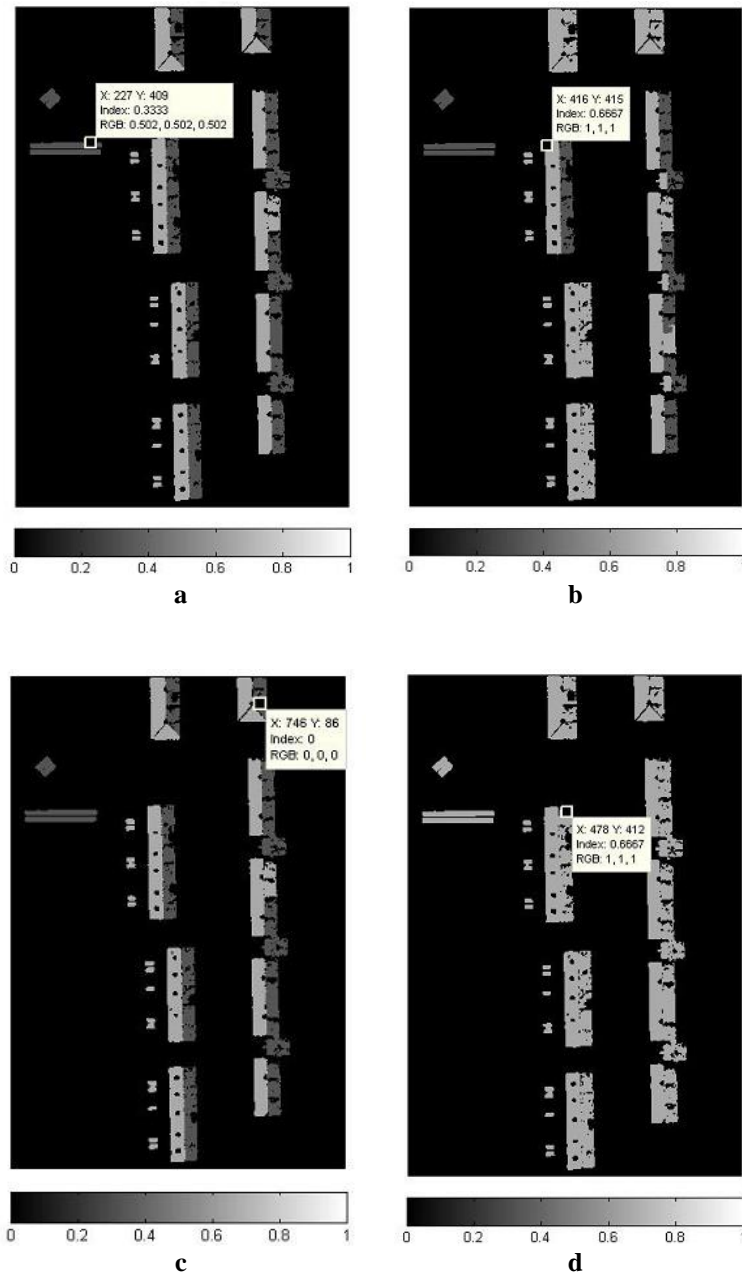 X: 227 Y: 409
Index: 0.3333
RGB: 0.502, 0.502, 0.502
X: 416 Y: 415
Index: 0.6667
RGB: 1, 1, 1
0 0.2 0.4 0.6 0.8 1
0 0.2 0.4 0.6 0.8 1
a
b
X: 746 Y: 86
Index: 0
RGB: 0, 0, 0
X: 478 Y: 412
Index: 0.6667
RGB: 1, 1, 1
0 0.2 0.4 0.6 0.8 1
0 0.2 0.4 0.6 0.8 1
c
d